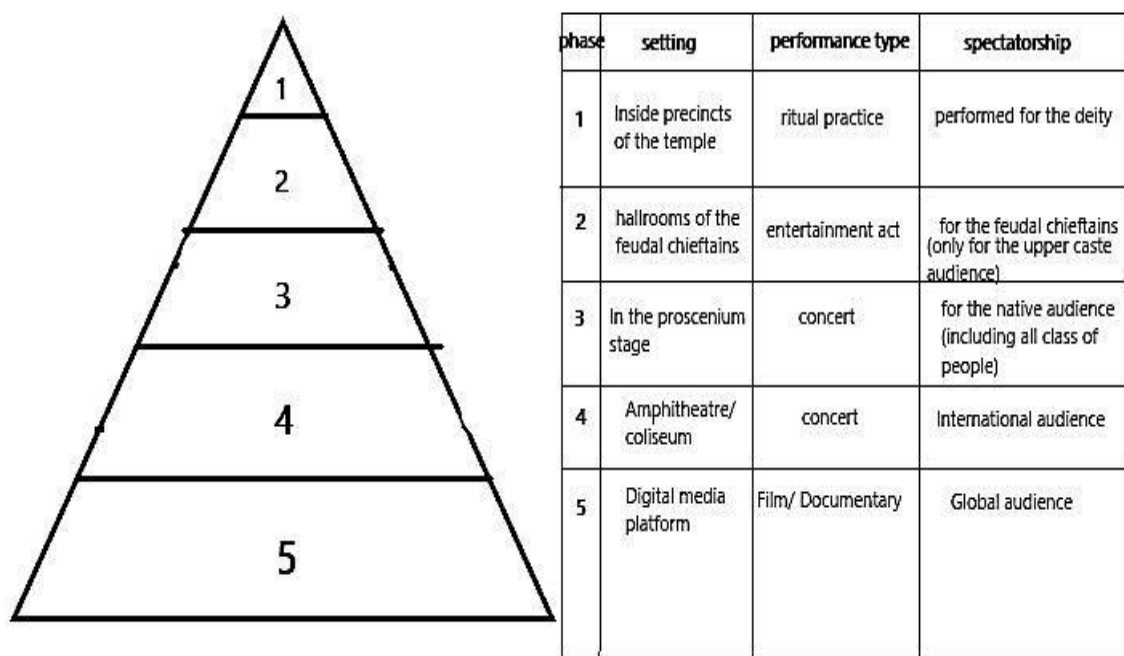 1
2
3
4
5
phase setting performance type spectatorship
1 Inside precincts of the temple ritual practice performed for the deity
2 hallrooms of the feudal chieftains entertainment act for the feudal chieftains (only for the upper caste audience)
3 In the proscenium stage concert for the native audience (including all class of people)
4 Amphitheatre/ coliseum concert International audience
5 Digital media platform Film/ Documentary Global audience